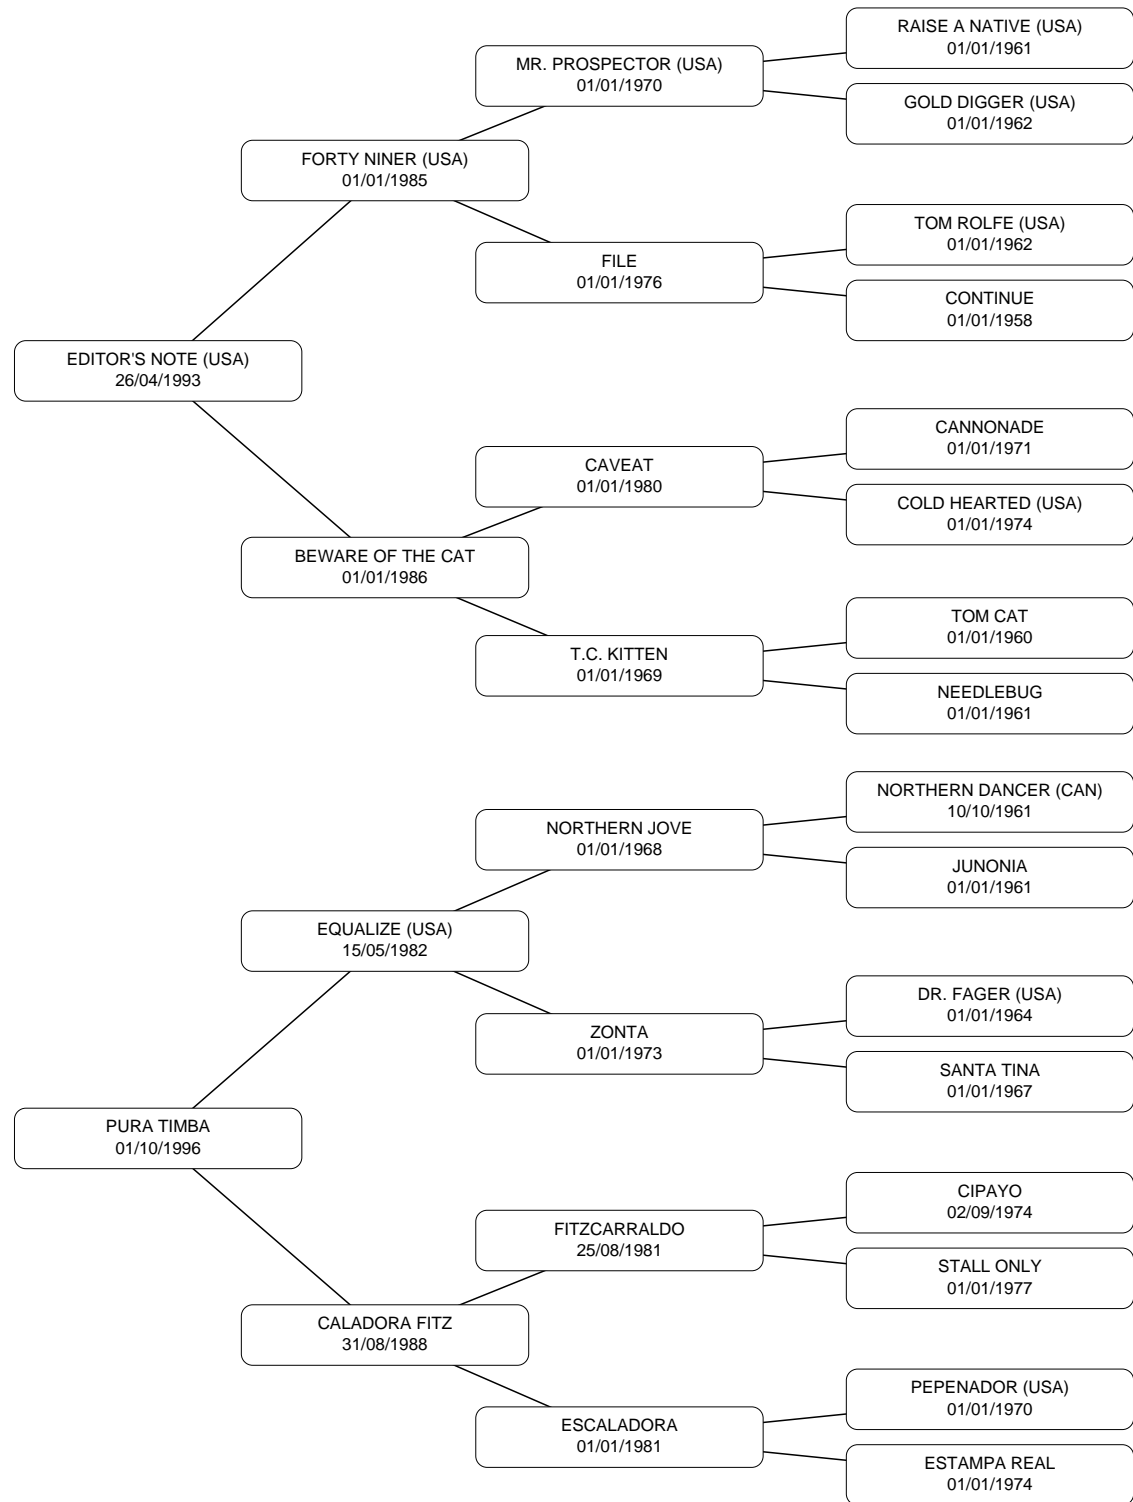 RAISE A NATIVE (USA)
01/01/1961
MR. PROSPECTOR (USA)
01/01/1970
GOLD DIGGER (USA)
01/01/1962
FORTY NINER (USA)
01/01/1985
TOM ROLFE (USA)
01/01/1962
FILE
01/01/1976
CONTINUE
01/01/1958
EDITOR'S NOTE (USA)
26/04/1993
CANNONADE
01/01/1971
CAVEAT
01/01/1980
COLD HEARTED (USA)
01/01/1974
BEWARE OF THE CAT
01/01/1986
TOM CAT
01/01/1960
T.C. KITTEN
01/01/1969
NEEDLEBUG
01/01/1961
NORTHERN DANCER (CAN)
10/10/1961
NORTHERN JOVE
01/01/1968
JUNONIA
01/01/1961
EQUALIZE (USA)
15/05/1982
DR. FAGER (USA)
01/01/1964
ZONTA
01/01/1973
SANTA TINA
01/01/1967
PURA TIMBA
01/10/1996
CIPAYO
02/09/1974
FITZCARRALDO
25/08/1981
STALL ONLY
01/01/1977
CALADORA FITZ
31/08/1988
PEPENADOR (USA)
01/01/1970
ESCALADORA
01/01/1981
ESTAMPA REAL
01/01/1974